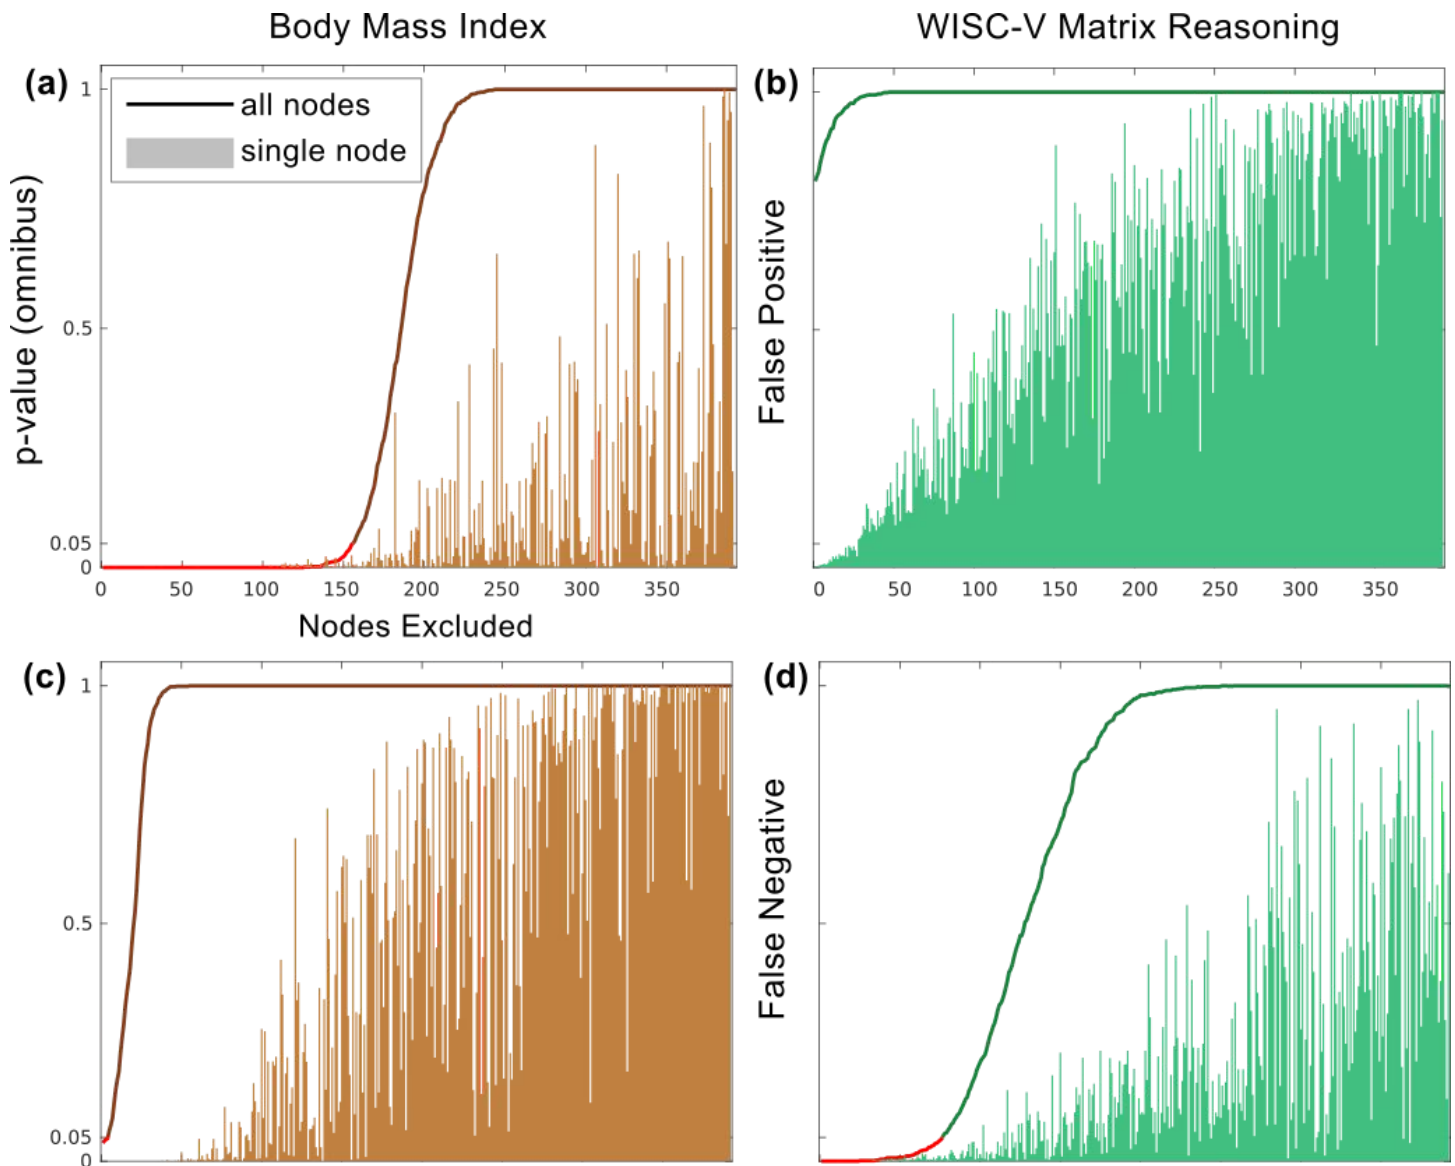 Body Mass Index
WISC-V Matrix Reasoning
(a)
all nodes
single node
1
0.5
0.05
0
p-value (omnibus)
0 50 100 150 200 250 300 350
Nodes Excluded
(b)
False Positive
0 50 100 150 200 250 300 350
(c)
1
0.5
0.05
0
(d)
False Negative